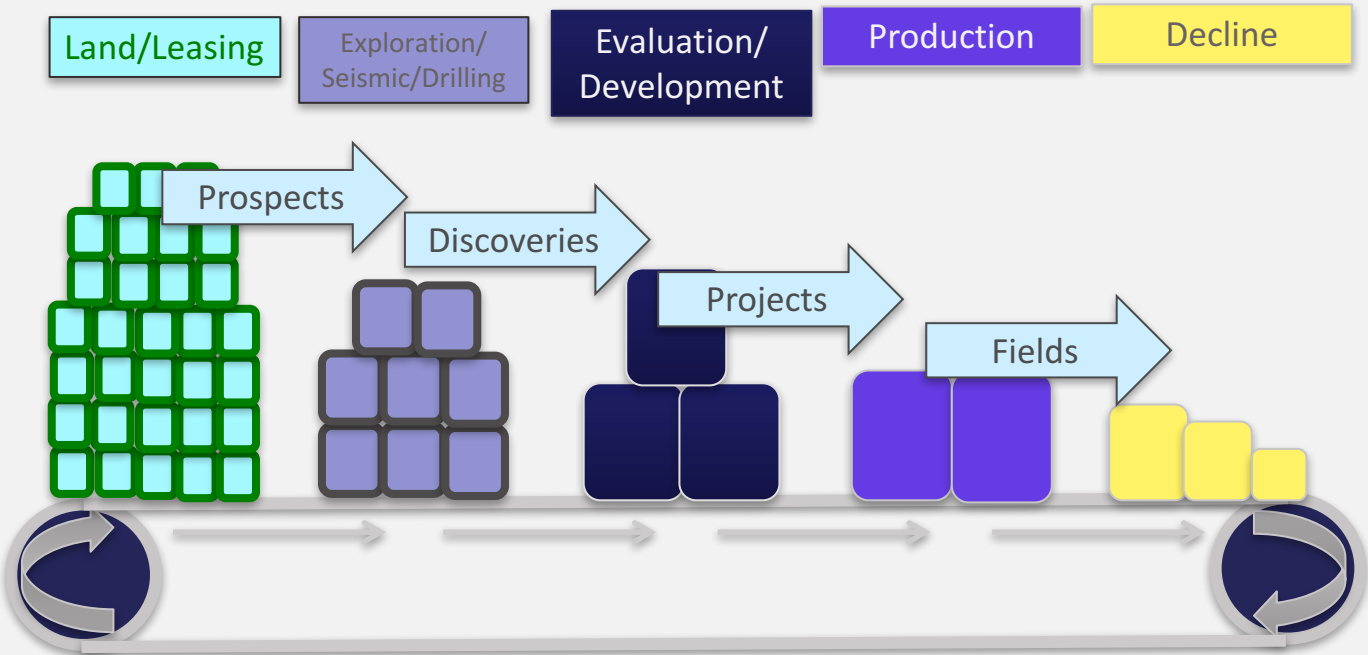 Land/Leasing
Exploration/
Seismic/Drilling
Evaluation/
Development
Production
Decline
Prospects
Discoveries
Projects
Fields